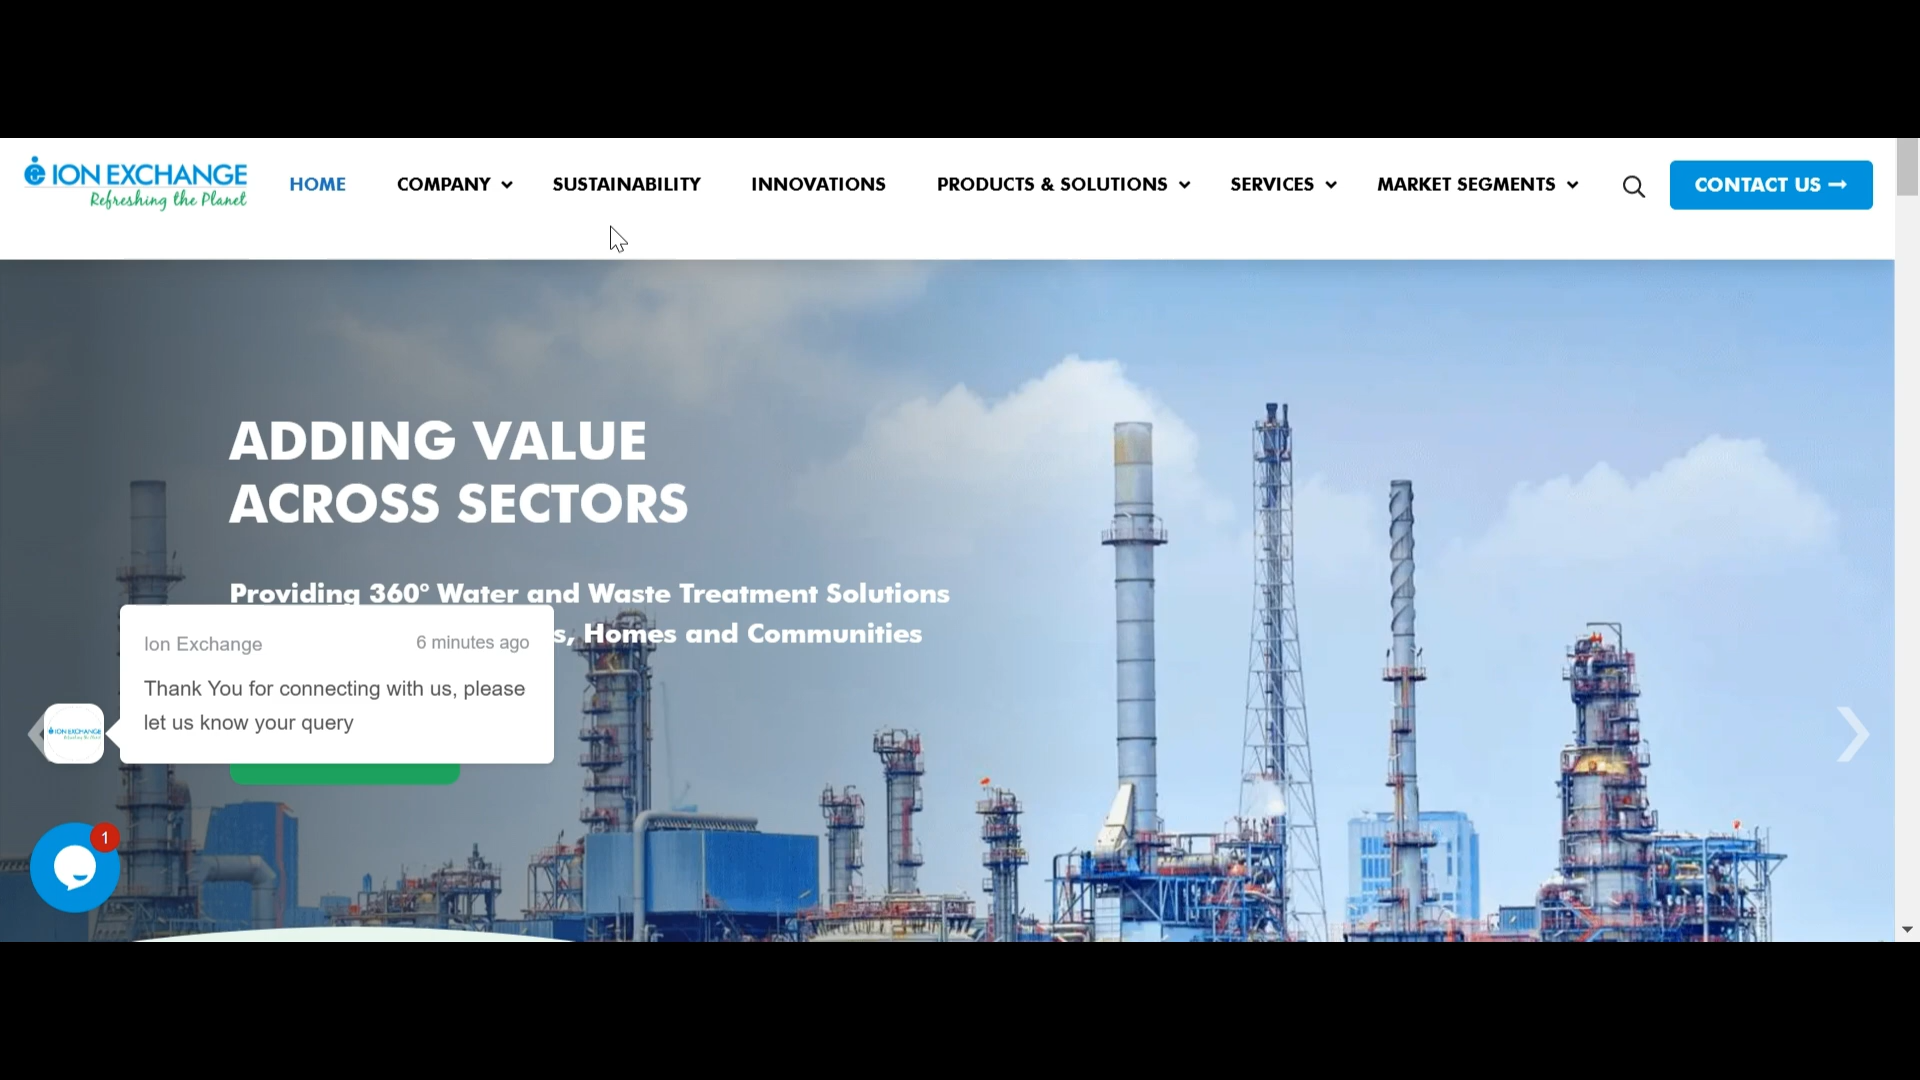 ION EXCHANGE
Refreshing the Planet
HOME
COMPANY
SUSTAINABILITY
INNOVATIONS
PRODUCTS & SOLUTIONS
SERVICES
MARKET SEGMENTS
CONTACT US
ADDING VALUE
ACROSS SECTORS
Providing 360° Water and Waste Treatment Solutions
s, Homes and Communities
Ion Exchange
6 minutes ago
Thank You for connecting with us, please
let us know your query
ION EXCHANGE
1